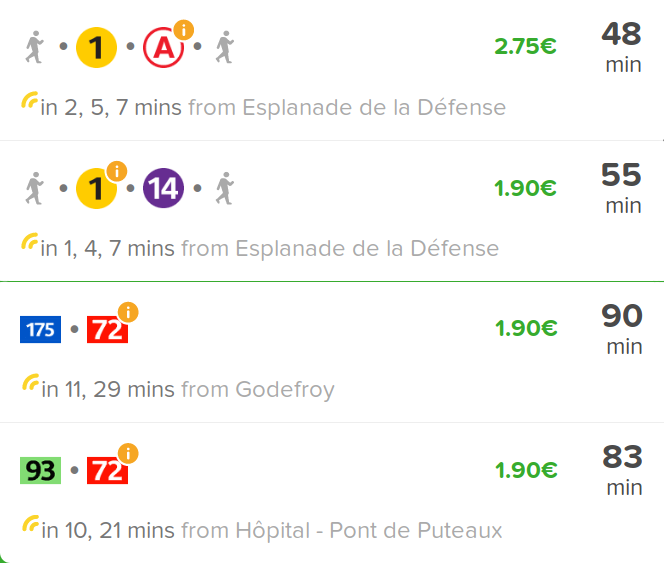 1 A i 2.75€ 48
min
in 2, 5, 7 mins from Esplanade de la Défense
1 i 14 1.90€ 55
min
in 1, 4, 7 mins from Esplanade de la Défense
175 72 i 1.90€ 90
min
in 11, 29 mins from Godefroy
93 72 i 1.90€ 83
min
in 10, 21 mins from Hôpital - Pont de Puteaux